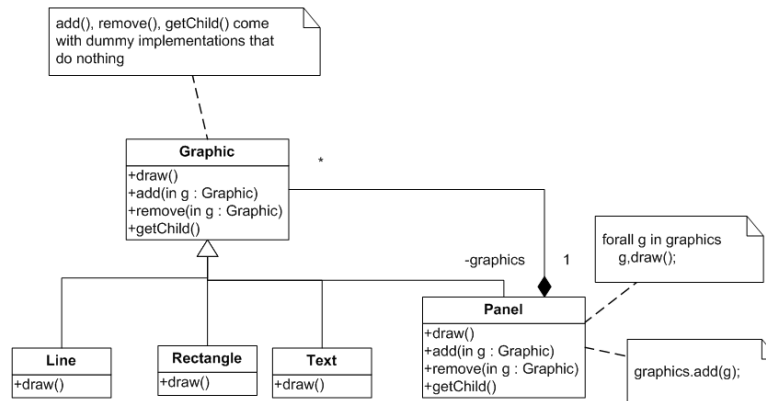 add(), remove(), getChild() come
with dummy implementations that
do nothing
Graphic
*
+draw()
+add(in g : Graphic)
+remove(in g : Graphic)
+getChild()
forall g in graphics
g,draw();
-graphics
1
Panel
+draw()
+add(in g : Graphic)
+remove(in g : Graphic)
+getChild()
Line
+draw()
Rectangle
+draw()
Text
+draw()
graphics.add(g);